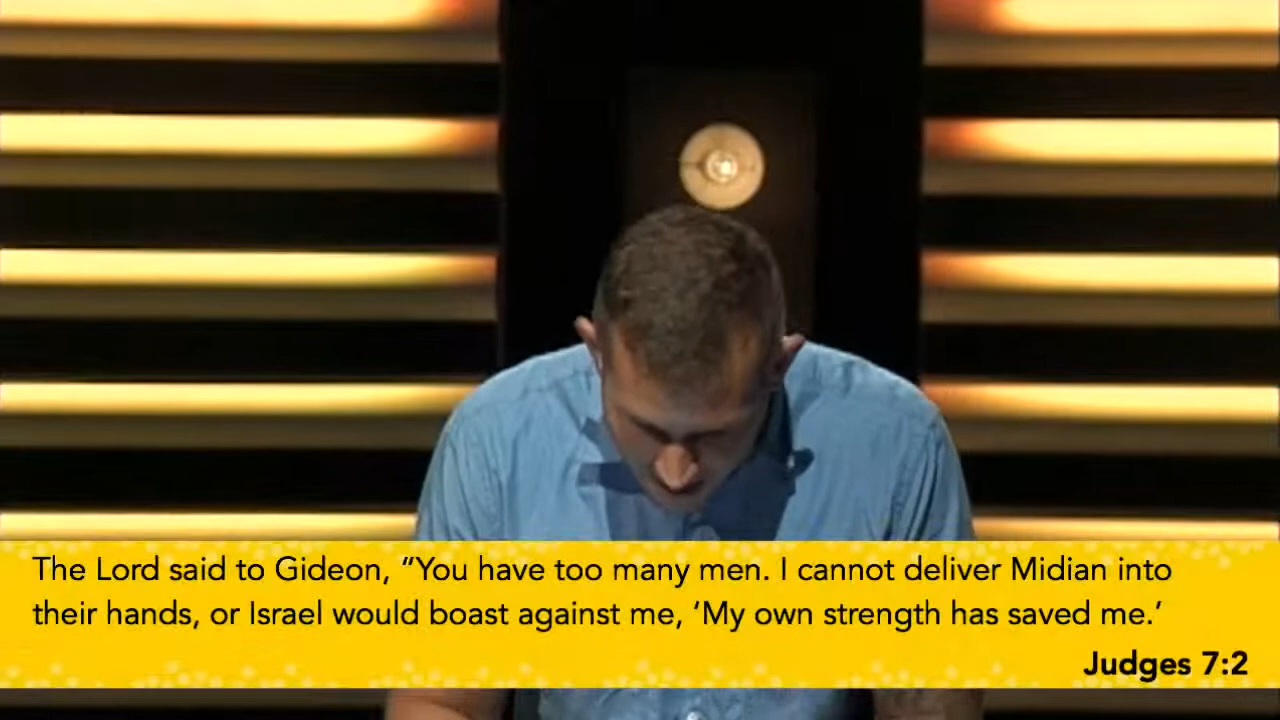 The Lord said to Gideon, “You have too many men. I cannot deliver Midian into
their hands, or Israel would boast against me, ‘My own strength has saved me.’
Judges 7:2